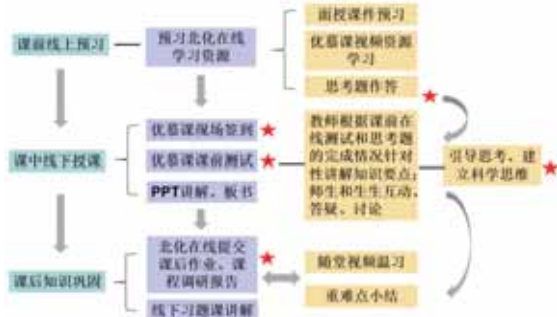 课前线上预习
预习北化在线
学习资源
面授课件预习
优慕课视频资源
学习
思考题作答
课中线下授课
优慕课现场签到
优慕课课前测试
PPT讲解、板书
教师根据课前在
线测试和思考题
的完成情况针对
性讲解知识要点;
师生和生生互动、
答疑、讨论
引导思考、建
立科学思维
课后知识巩固
北化在线提交
课后作业、课
程调研报告
线下习题课讲解
随堂视频温习
重难点小结